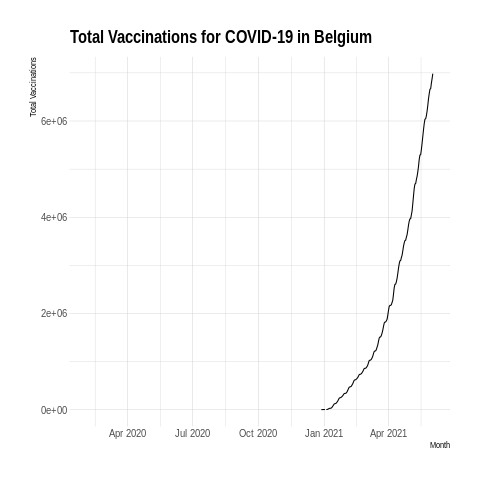 Total Vaccinations for COVID-19 in Belgium
Total Vaccinations
6e+06
4e+06
2e+06
0e+00
Apr 2020 Jul 2020 Oct 2020 Jan 2021 Apr 2021
Month